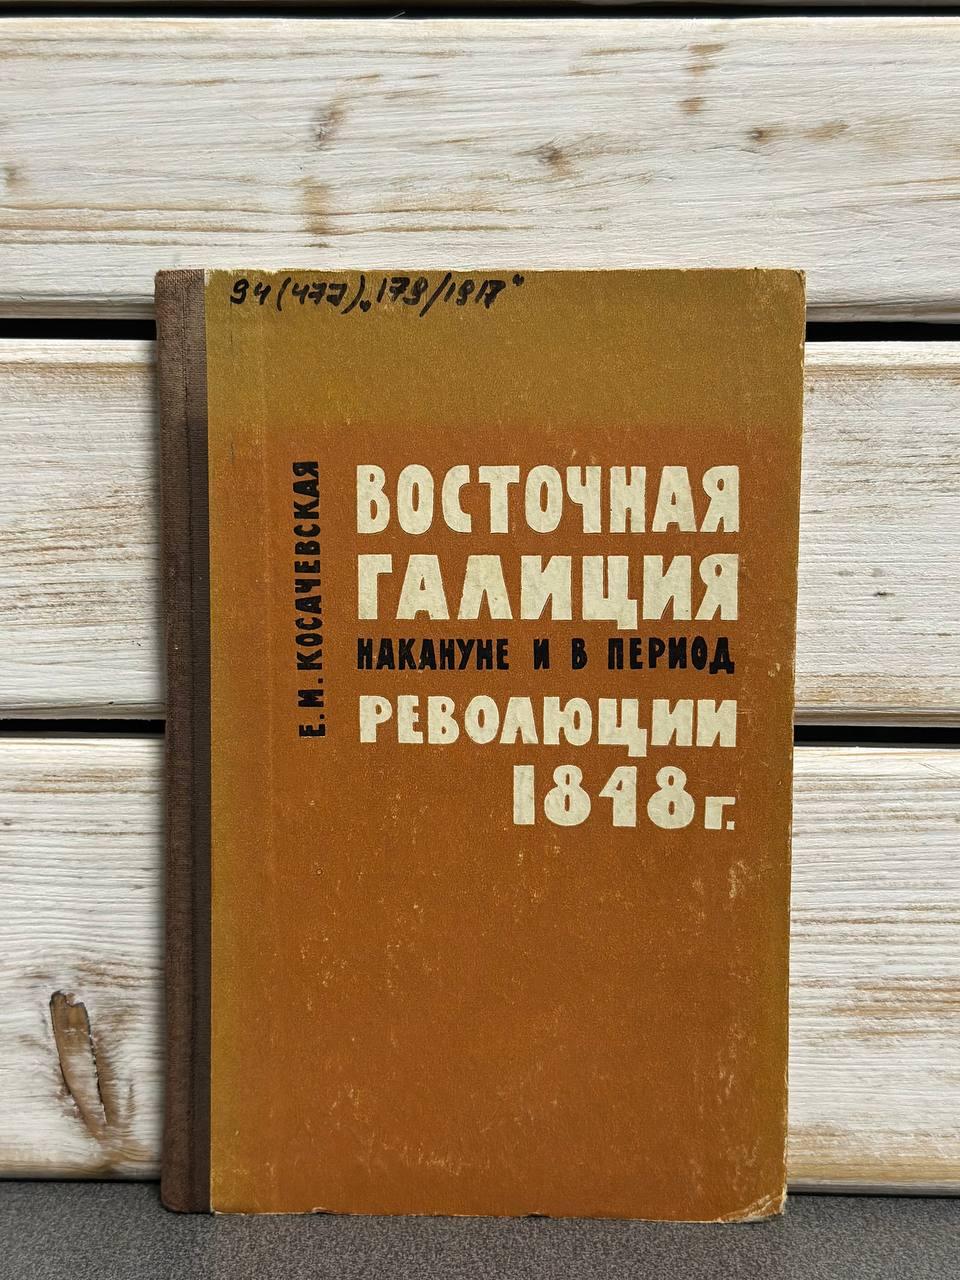 94(477)„179/1917"
Е. М. КОСАЧЕВСКАЯ
ВОСТОЧНАЯ
ГАЛИЦИЯ
НАКАНУНЕ И В ПЕРИОД
РЕВОЛЮЦИИ
1848 г.